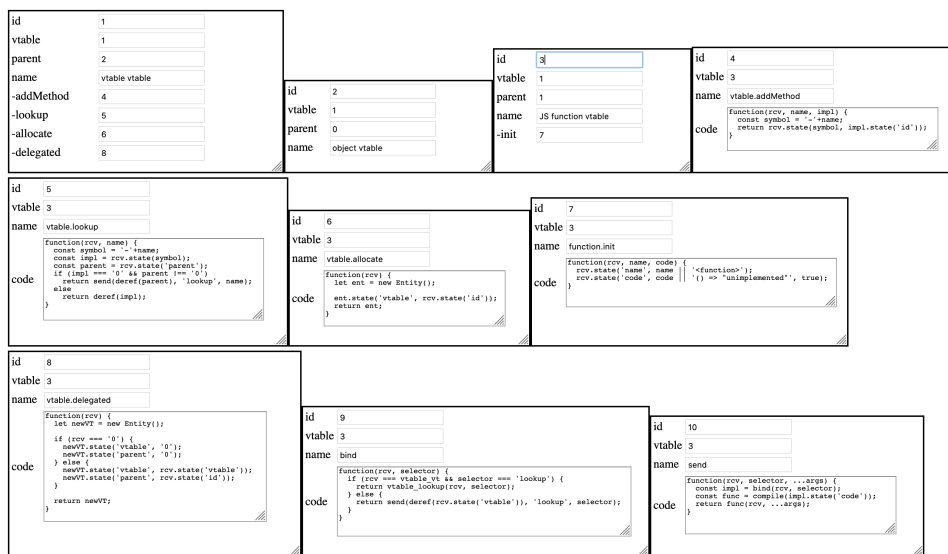 id 1
vtable 1
parent 2
name vtable vtable
-addMethod 4
-lookup 5
-allocate 6
-delegated 8
id 2
vtable 1
parent 0
name object vtable
id 3
vtable 1
parent 1
name JS function vtable
-init 7
id 4
vtable 3
name vtable.addMethod
code
function(rcv, name, impl) {
const symbol = '-'+name;
return rcv.state(symbol, impl.state('id'));
}
id 5
vtable 3
name vtable.lookup
code
function(rcv, name) {
const symbol = '-'+name;
const impl = rcv.state(symbol);
const parent = rcv.state('parent');
if (impl === '0' && parent !== '0')
return send(deref(parent), 'lookup', name);
else
return deref(impl);
}
id 6
vtable 3
name vtable.allocate
code
function(rcv) {
let ent = new Entity();
ent.state('vtable', rcv.state('id'));
return ent;
}
id 7
vtable 3
name function.init
code
function(rcv, name, code) {
rcv.state('name', name || '<function>');
rcv.state('code', code || '() => "unimplemented"', true);
}
id 8
vtable 3
name vtable.delegated
code
function(rcv) {
let newVT = new Entity();
if (rcv === '0') {
newVT.state('vtable', '0');
newVT.state('parent', '0');
} else {
newVT.state('vtable', rcv.state('vtable'));
newVT.state('parent', rcv.state('id'));
}
return newVT;
}
id 9
vtable 3
name bind
code
function(rcv, selector) {
if (rcv === vtable_vt && selector === 'lookup') {
return vtable_lookup(rcv, selector);
} else {
return send(deref(rcv.state('vtable')), 'lookup', selector);
}
}
id 10
vtable 3
name send
code
function(rcv, selector, ...args) {
const impl = bind(rcv, selector);
const func = compile(impl.state('code'));
return func(rcv, ...args);
}